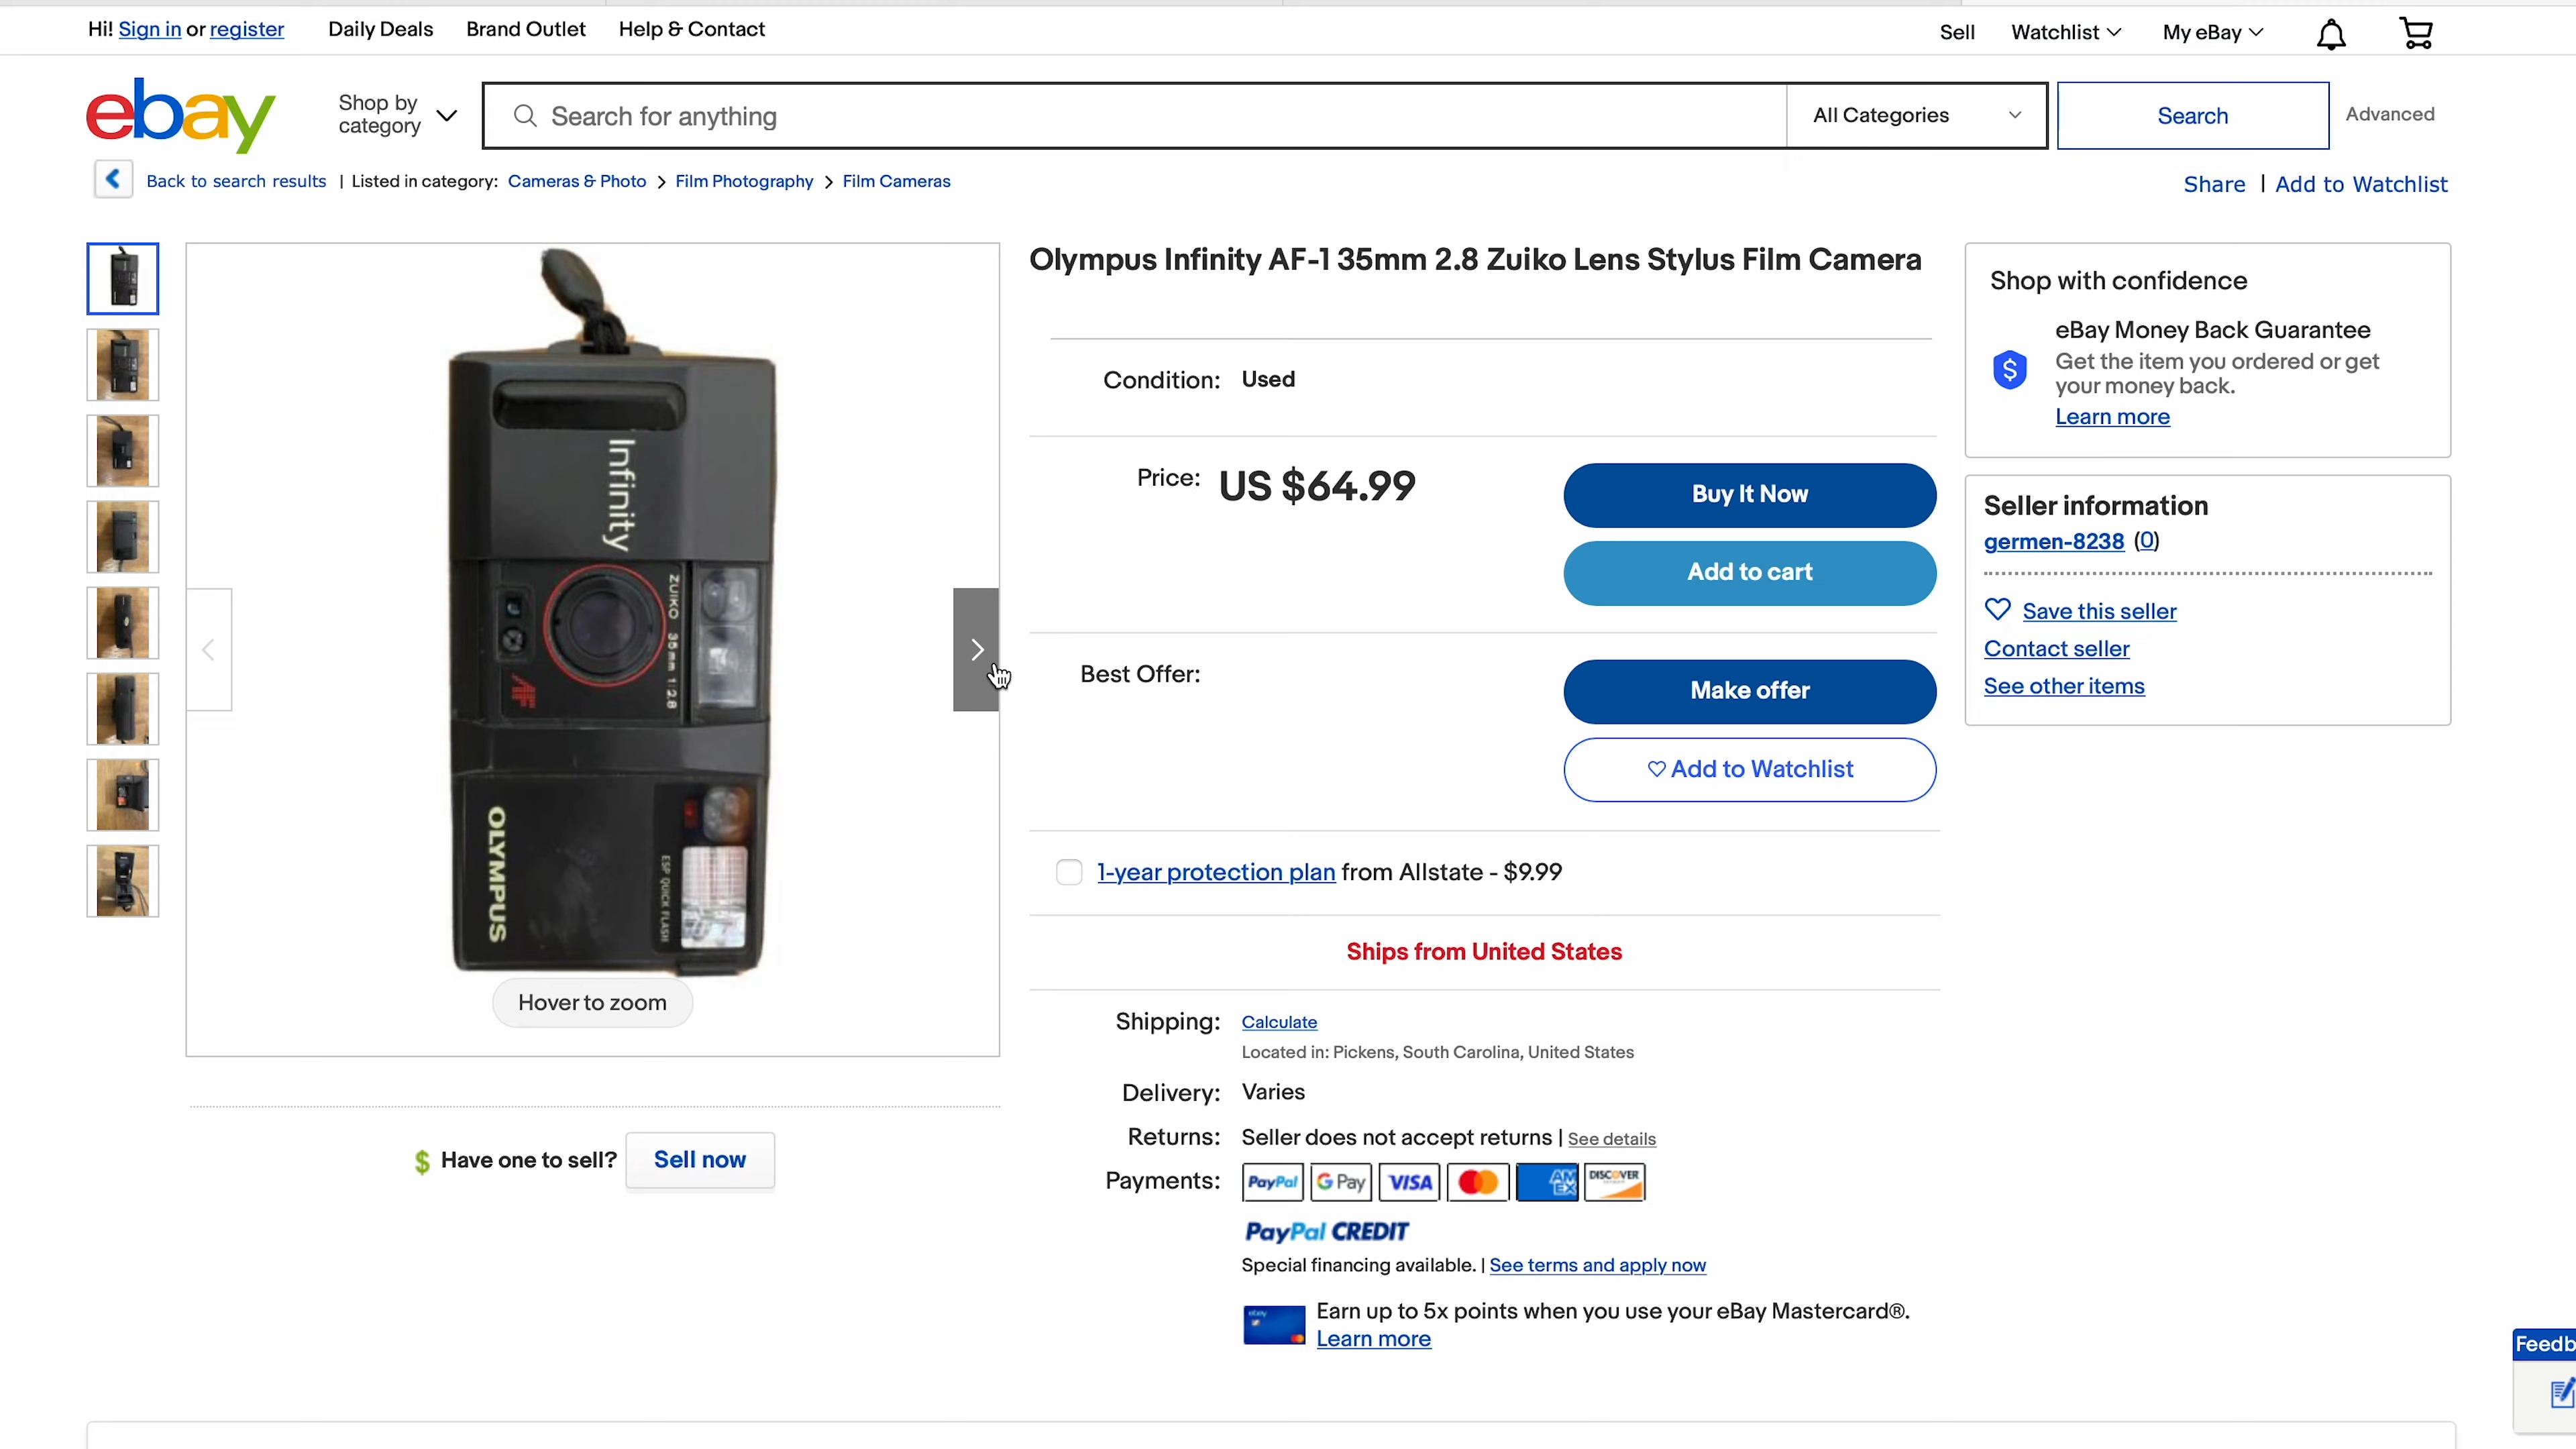 Hi! Sign in or register
Daily Deals
Brand Outlet
Help & Contact
Sell
Watchlist
My eBay
ebay
Shop by
category
Search for anything
All Categories
Search
Advanced
Back to search results | Listed in category: Cameras & Photo > Film Photography > Film Cameras
Share | Add to Watchlist
Infinity
ZUIKO 35mm 1:2.8
AF
OLYMPUS
ESP QUICK FLASH
Hover to zoom
$ Have one to sell? Sell now
Olympus Infinity AF-1 35mm 2.8 Zuiko Lens Stylus Film Camera
Condition: Used
Price: US $64.99
Buy It Now
Add to cart
Best Offer:
Make offer
Add to Watchlist
1-year protection plan from Allstate - $9.99
Ships from United States
Shipping: Calculate
Located in: Pickens, South Carolina, United States
Delivery: Varies
Returns: Seller does not accept returns | See details
Payments: PayPal G Pay VISA AM EX DISCOVER
PayPal CREDIT
Special financing available. | See terms and apply now
ebay
Earn up to 5x points when you use your eBay Mastercard®.
Learn more
Shop with confidence
eBay Money Back Guarantee
$
Get the item you ordered or get
your money back.
Learn more
Seller information
germen-8238 (0)
Save this seller
Contact seller
See other items
Feedb